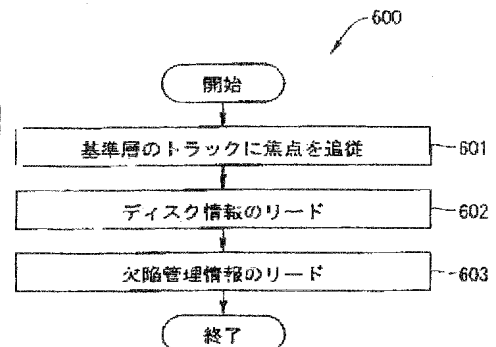 600
開始
基準層のトラックに焦点を追従
601
ディスク情報のリード
602
欠陥管理情報のリード
603
終了